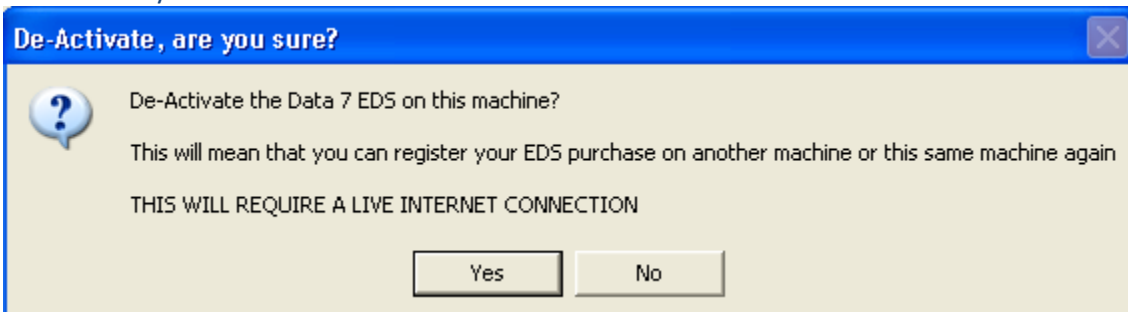 De-Activate, are you sure?
De-Activate the Data 7 EDS on this machine?
This will mean that you can register your EDS purchase on another machine or this same machine again
THIS WILL REQUIRE A LIVE INTERNET CONNECTION
Yes
No